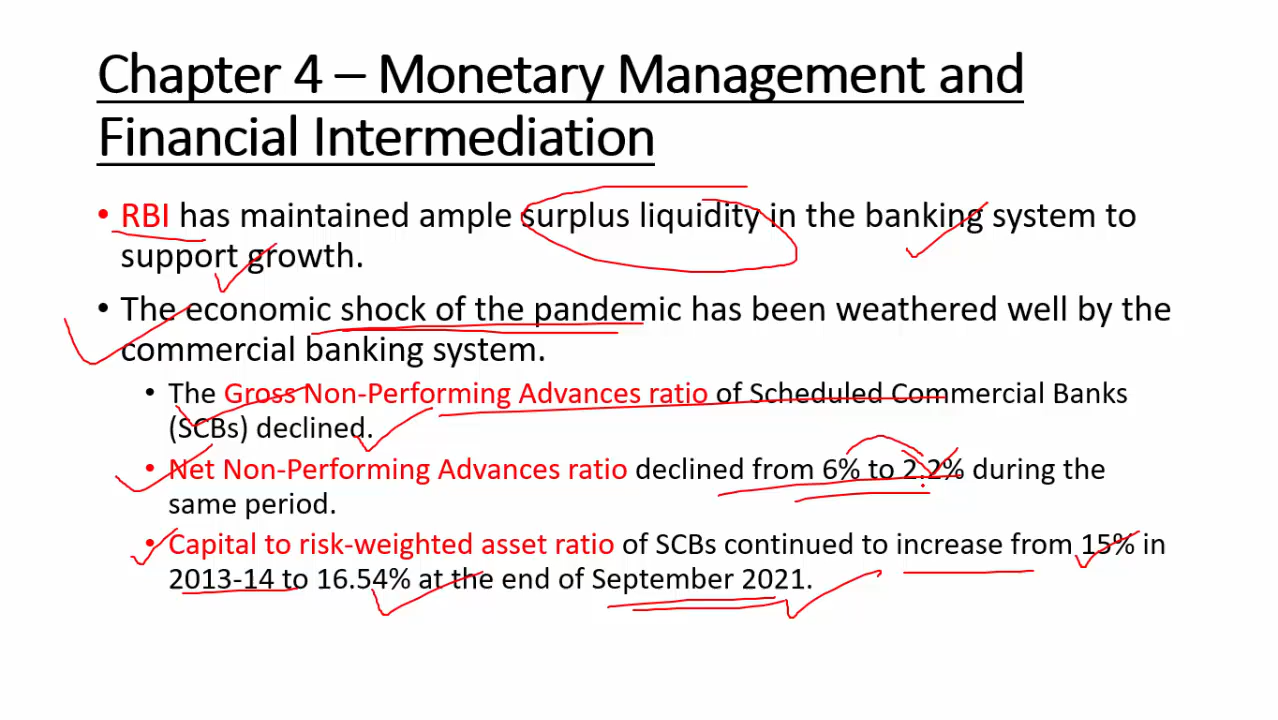 Chapter 4 – Monetary Management and
Financial Intermediation
• RBI has maintained ample surplus liquidity in the banking system to
support growth.
• The economic shock of the pandemic has been weathered well by the
commercial banking system.
• The Gross Non-Performing Advances ratio of Scheduled Commercial Banks
(SCBs) declined.
• Net Non-Performing Advances ratio declined from 6% to 2.2% during the
same period.
• Capital to risk-weighted asset ratio of SCBs continued to increase from 15% in
2013-14 to 16.54% at the end of September 2021.